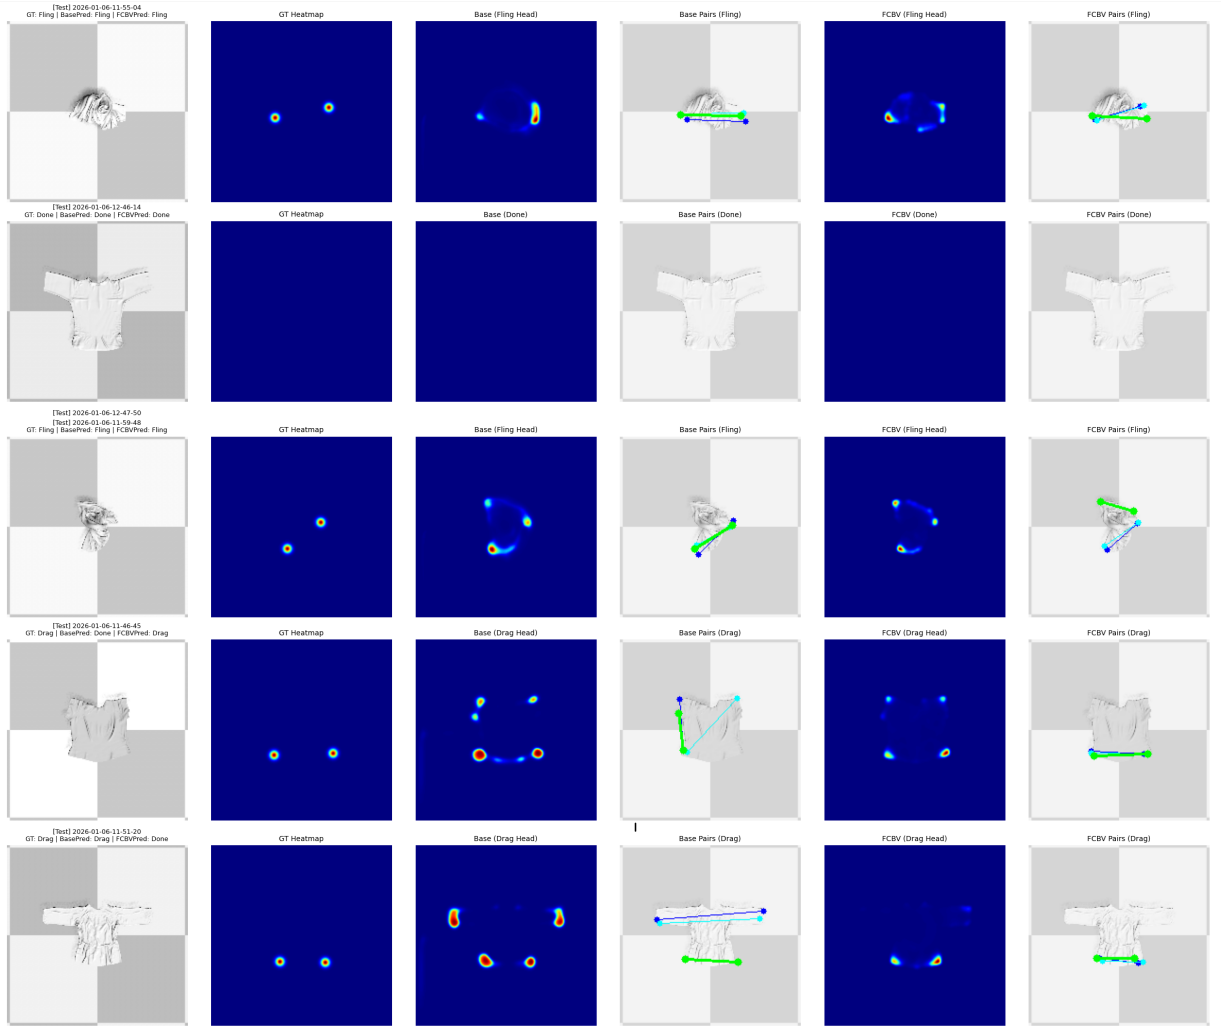 [Test] 2026-01-06-11-55-04
GT: Fling | BasePred: Fling | FCBVPred: Fling
GT Heatmap
Base (Fling Head)
Base Pairs (Fling)
FCBV (Fling Head)
FCBV Pairs (Fling)
[Test] 2026-01-06-12-46-14
GT: Done | BasePred: Done | FCBVPred: Done
GT Heatmap
Base (Done)
Base Pairs (Done)
FCBV (Done)
FCBV Pairs (Done)
[Test] 2026-01-06-12-47-50
[Test] 2026-01-06-11-59-48
GT: Fling | BasePred: Fling | FCBVPred: Fling
GT Heatmap
Base (Fling Head)
Base Pairs (Fling)
FCBV (Fling Head)
FCBV Pairs (Fling)
[Test] 2026-01-06-11-46-45
GT: Drag | BasePred: Done | FCBVPred: Drag
GT Heatmap
Base (Drag Head)
Base Pairs (Drag)
FCBV (Drag Head)
FCBV Pairs (Drag)
[Test] 2026-01-06-11-51-20
GT: Drag | BasePred: Drag | FCBVPred: Done
GT Heatmap
Base (Drag Head)
Base Pairs (Drag)
FCBV (Drag Head)
FCBV Pairs (Drag)